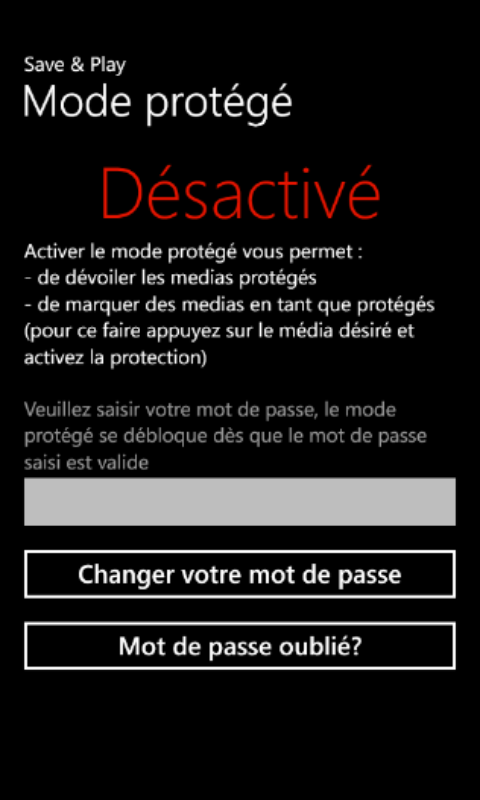 Save & Play
Mode protégé
Désactivé
Activer le mode protégé vous permet :
- de dévoiler les medias protégés
- de marquer des medias en tant que protégés
(pour ce faire appuyez sur le média désiré et
activez la protection)
Veuillez saisir votre mot de passe, le mode
protégé se débloque dès que le mot de passe
saisi est valide
Changer votre mot de passe
Mot de passe oublié?